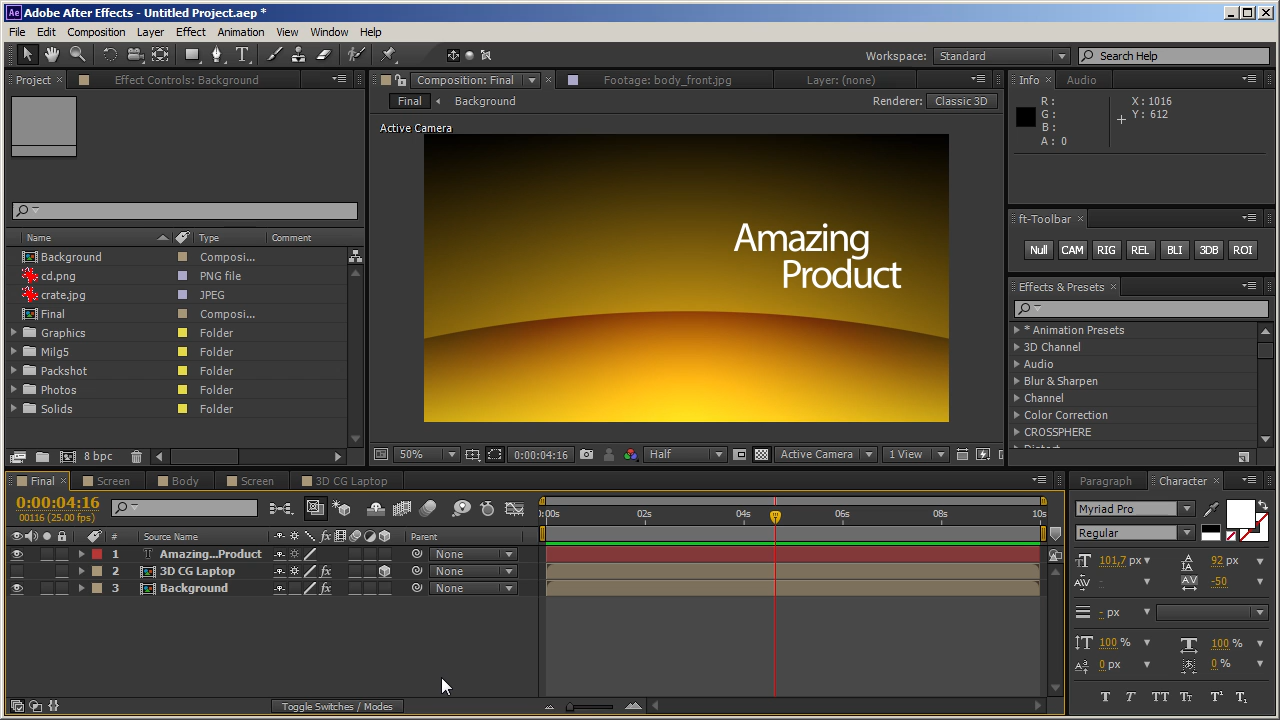 Adobe After Effects - Untitled Project.aep *
File Edit Composition Layer Effect Animation View Window Help
Workspace: Standard Search Help
Project Effect Controls: Background
Composition: Final Footage: body_front.jpg Layer: (none)
Info Audio
Final Background Renderer: Classic 3D
R: X: 1016
G: Y: 612
B:
A: 0
Active Camera
Amazing
Product
ft-Toolbar
Null CAM RIG REL BLI 3DB ROI
Name Type Comment
Background Composi...
cd.png PNG file
crate.jpg JPEG
Final Composi...
Graphics Folder
Milg5 Folder
Packshot Folder
Photos Folder
Solids Folder
8 bpc
Effects & Presets
* Animation Presets
3D Channel
Audio
Blur & Sharpen
Channel
Color Correction
CROSSPHERE
50% 0:00:04:16 Half Active Camera 1 View
Final Screen Body Screen 3D CG Laptop
0:00:04:16
00116 (25.00 fps)
0:00s 02s 04s 06s 08s 10s
# Source Name Parent
1 T Amazing...Product None
2 3D CG Laptop fx None
3 Background fx None
Toggle Switches / Modes
Paragraph Character
Myriad Pro
Regular
101,7 px 92 px
- -50
- px
100 % 100 %
0 px 0 %
T T TT Tt T¹ T₁